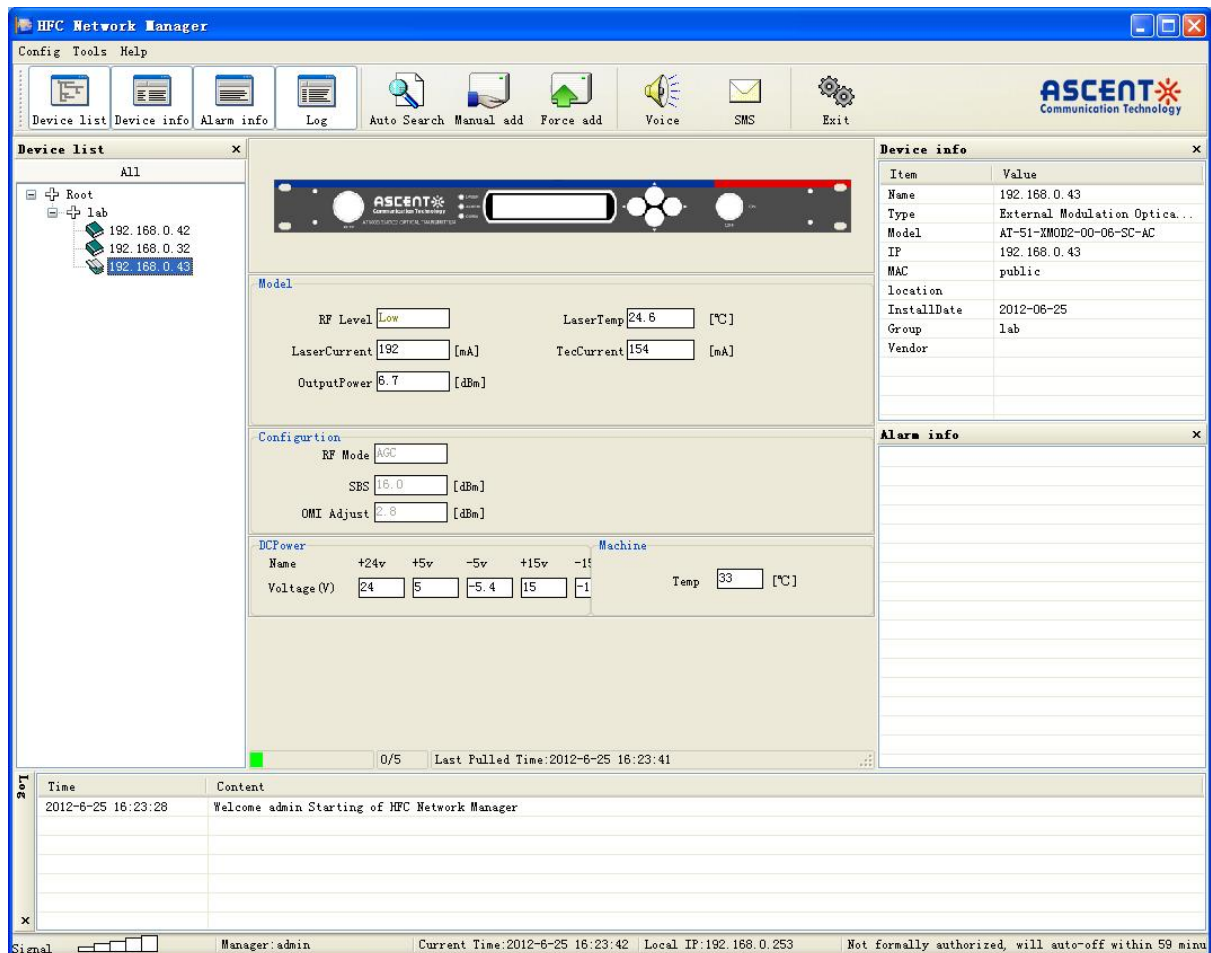 HFC Network Manager
Config Tools Help
Device list Device info Alarm info Log Auto Search Manual add Force add Voice SMS Exit
ASCENT
Communication Technology
Device list x
All
Root
lab
192.168.0.42
192.168.0.32
192.168.0.43
ASCENT
Communication Technology
Model
RF Level Low LaserTemp 24.6 [℃]
LaserCurrent 192 [mA] TecCurrent 154 [mA]
OutputPower 6.7 [dBm]
Configurtion
RF Mode AGC
SBS 16.0 [dBm]
OMI Adjust 2.8 [dBm]
DCPower
Name +24v +5v -5v +15v -15
Voltage(V) 24 5 -5.4 15 -1
Machine
Temp 33 [℃]
0/5 Last Pulled Time:2012-6-25 16:23:41
Device info x
Item Value
Name 192.168.0.43
Type External Modulation Optica...
Model AT-51-XMOD2-00-06-SC-AC
IP 192.168.0.43
MAC public
location
InstallDate 2012-06-25
Group lab
Vendor
Alarm info x
Log x
Time Content
2012-6-25 16:23:28 Welcome admin Starting of HFC Network Manager
Signal Manager:admin Current Time:2012-6-25 16:23:42 Local IP:192.168.0.253 Not formally authorized, will auto-off within 59 minu